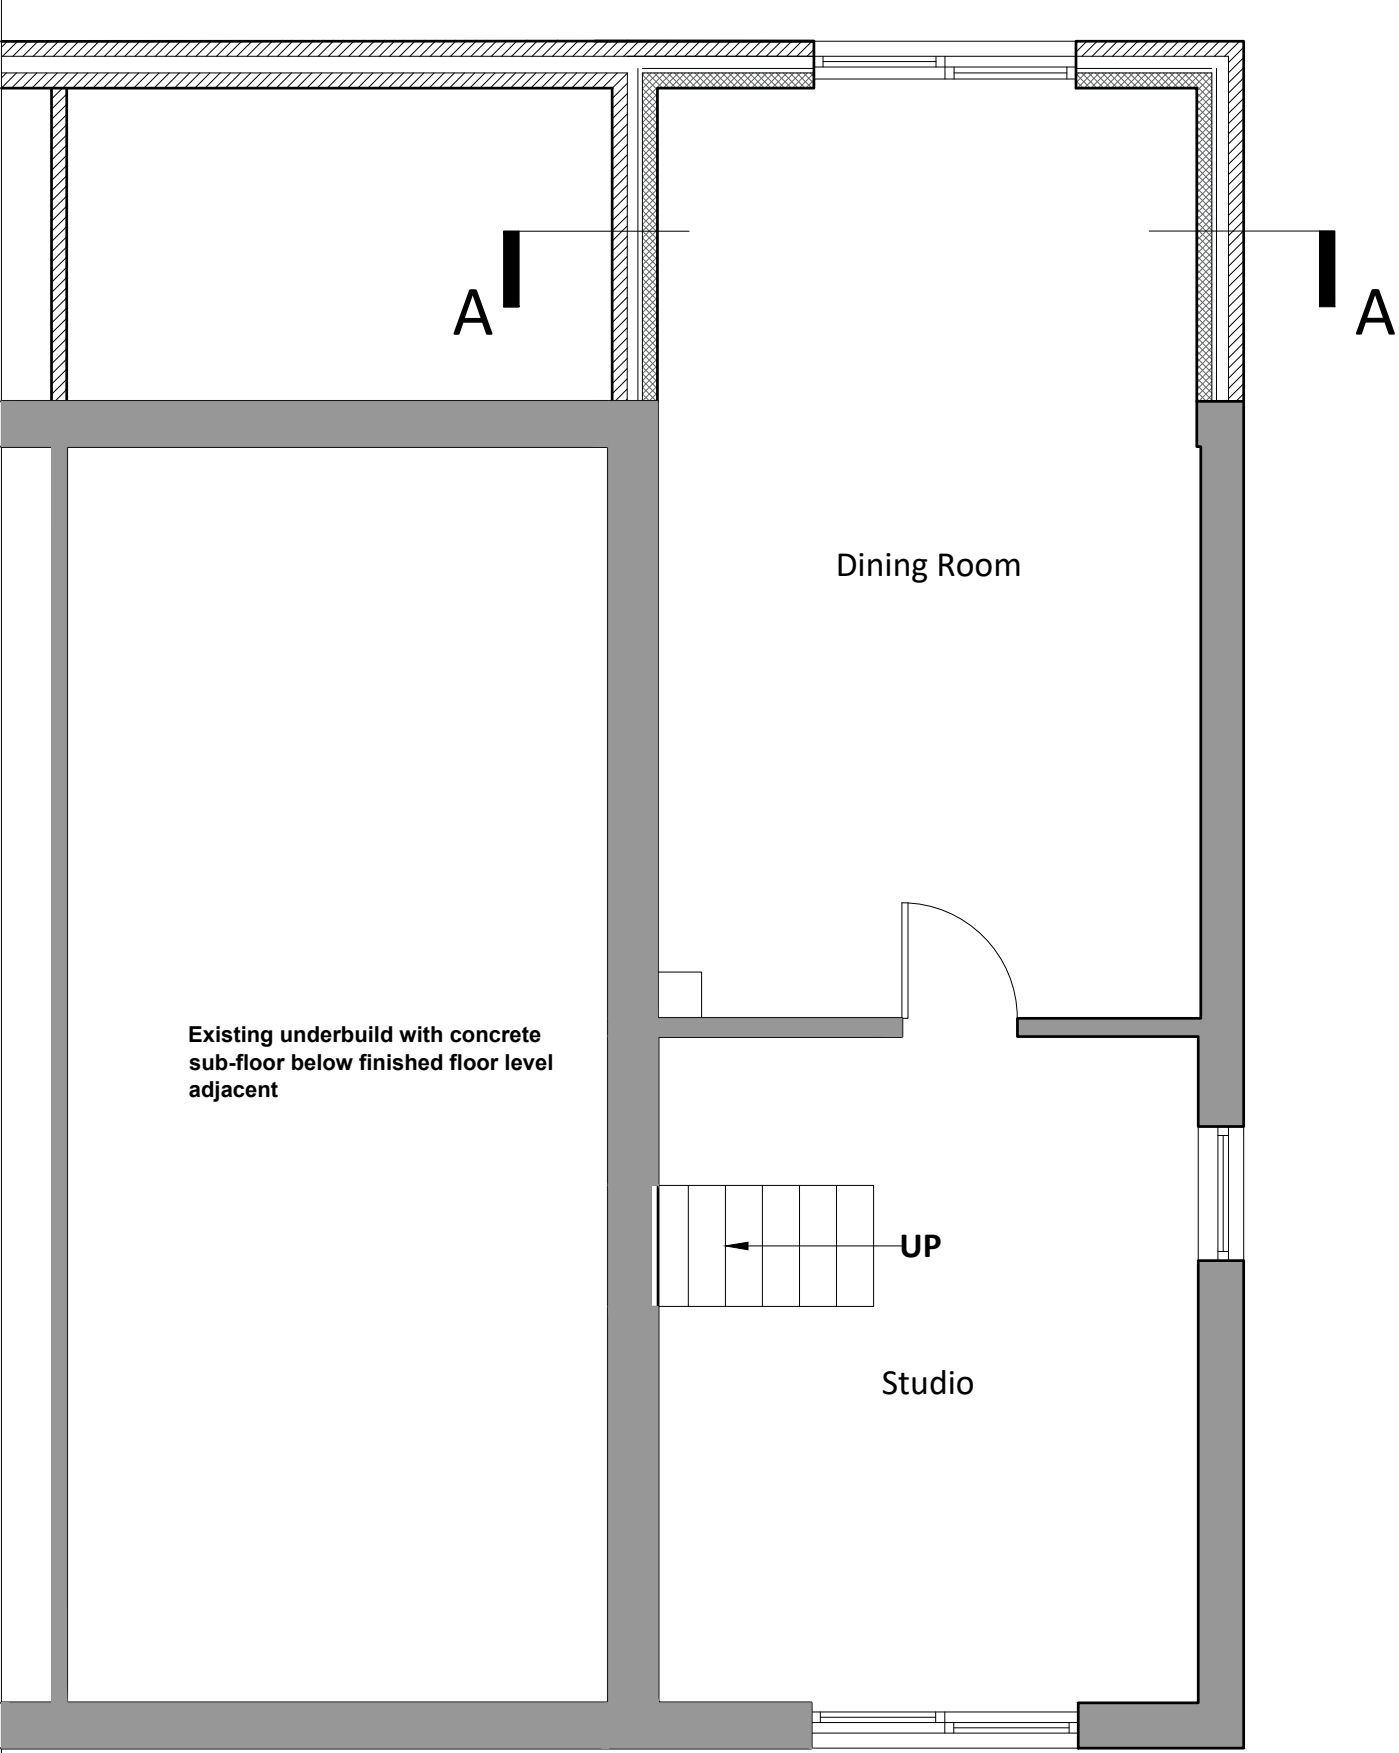 A
A
Dining Room
Existing underbuild with concrete
sub-floor below finished floor level
adjacent
UP
Studio